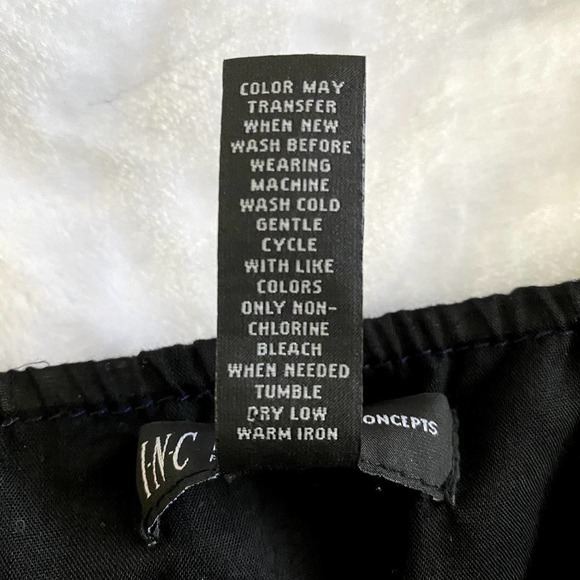 COLOR MAY
TRANSFER
WHEN NEW
WASH BEFORE
WEARING
MACHINE
WASH COLD
GENTLE
CYCLE
WITH LIKE
COLORS
ONLY NON-
CHLORINE
BLEACH
WHEN NEEDED
TUMBLE
DRY LOW
WARM IRON
I·N·C
ONCEPTS